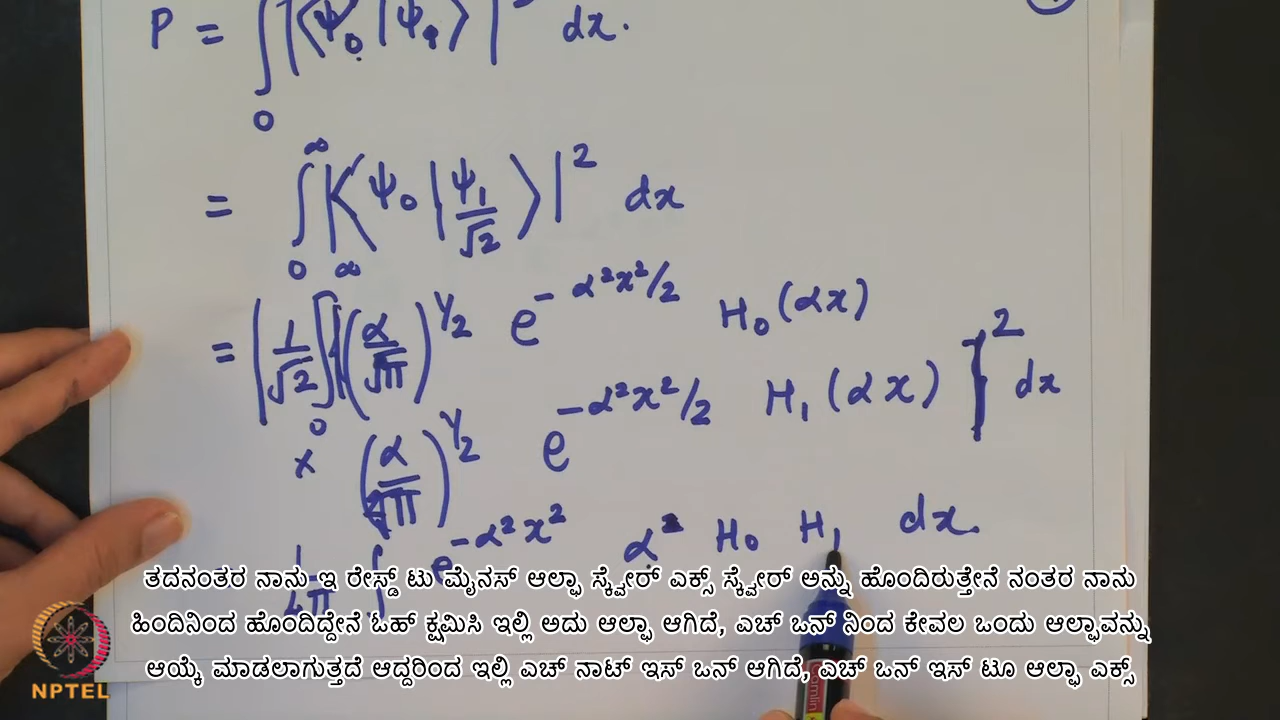 P = ∫₀ |⟨ψ₀|ψ₁⟩|² dx.
= ∫₀^∞ |⟨ψ₀|ψ₁/√2⟩|² dx
= (1/√2 ∫₀ [(α/√π)^1/2 e^-α²x²/2 H₀(αx)
× (α/√π)^1/2 e^-α²x²/2 H₁(αx)]² dx
e^-α²x² α H₀ H₁ dx.
ತದನಂತರ ನಾನು ಇ ರೇಸ್ಡ್ ಟು ಮೈನಸ್ ಆಲ್ಫಾ ಸ್ಕ್ವೇರ್ ಎಕ್ಸ್ ಸ್ಕ್ವೇರ್ ಅನ್ನು ಹೊಂದಿರುತ್ತೇನೆ ನಂತರ ನಾನು
ಹಿಂದಿನಿಂದ ಹೊಂದಿದ್ದೇನೆ ಓಹ್ ಕ್ಷಮಿಸಿ ಇಲ್ಲಿ ಅದು ಆಲ್ಫಾ ಆಗಿದೆ, ಎಚ್ ಒನ್ ನಿಂದ ಕೇವಲ ಒಂದು ಆಲ್ಫಾವನ್ನು
ಆಯ್ಕೆ ಮಾಡಲಾಗುತ್ತದೆ ಆದ್ದರಿಂದ ಇಲ್ಲಿ ಎಚ್ ನಾಟ್ ಇಸ್ ಒನ್ ಆಗಿದೆ, ಎಚ್ ಒನ್ ಇಸ್ ಟೂ ಆಲ್ಫಾ ಎಕ್ಸ್
NPTEL